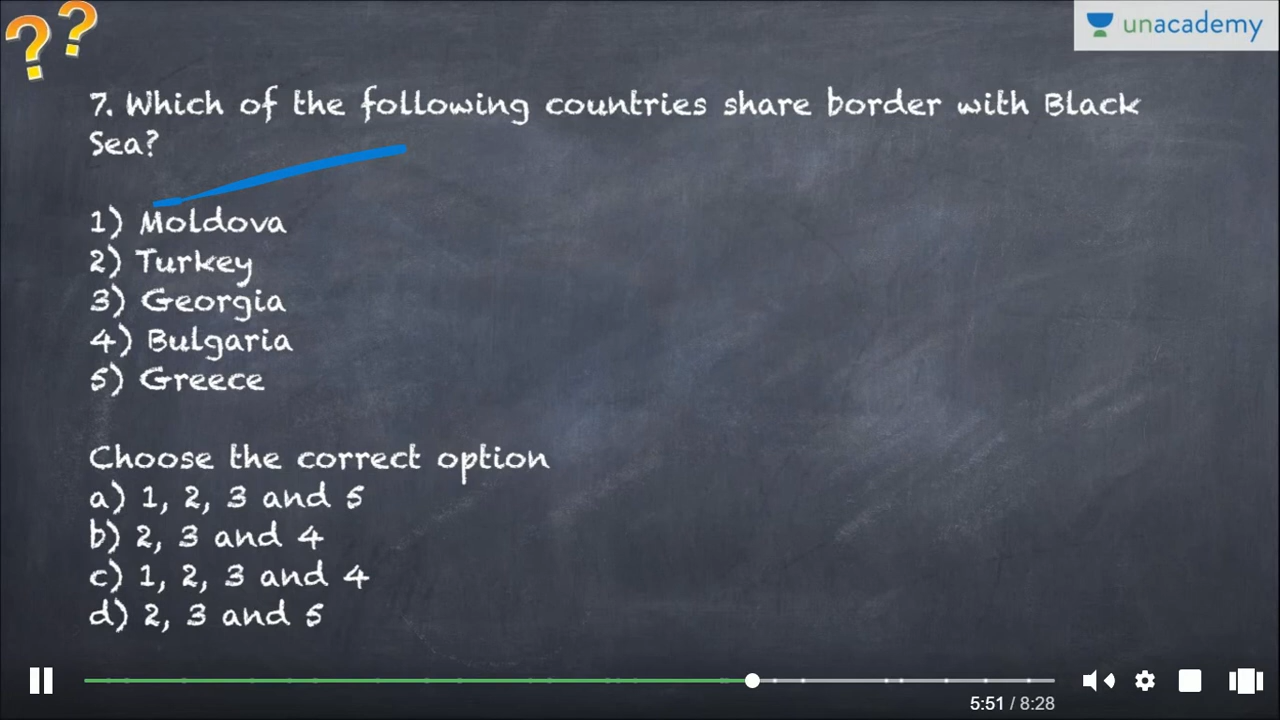 ??
unacademy
7. Which of the following countries share border with Black
Sea?
1) Moldova
2) Turkey
3) Georgia
4) Bulgaria
5) Greece
Choose the correct option
a) 1, 2, 3 and 5
b) 2, 3 and 4
c) 1, 2, 3 and 4
d) 2, 3 and 5
5:51 / 8:28